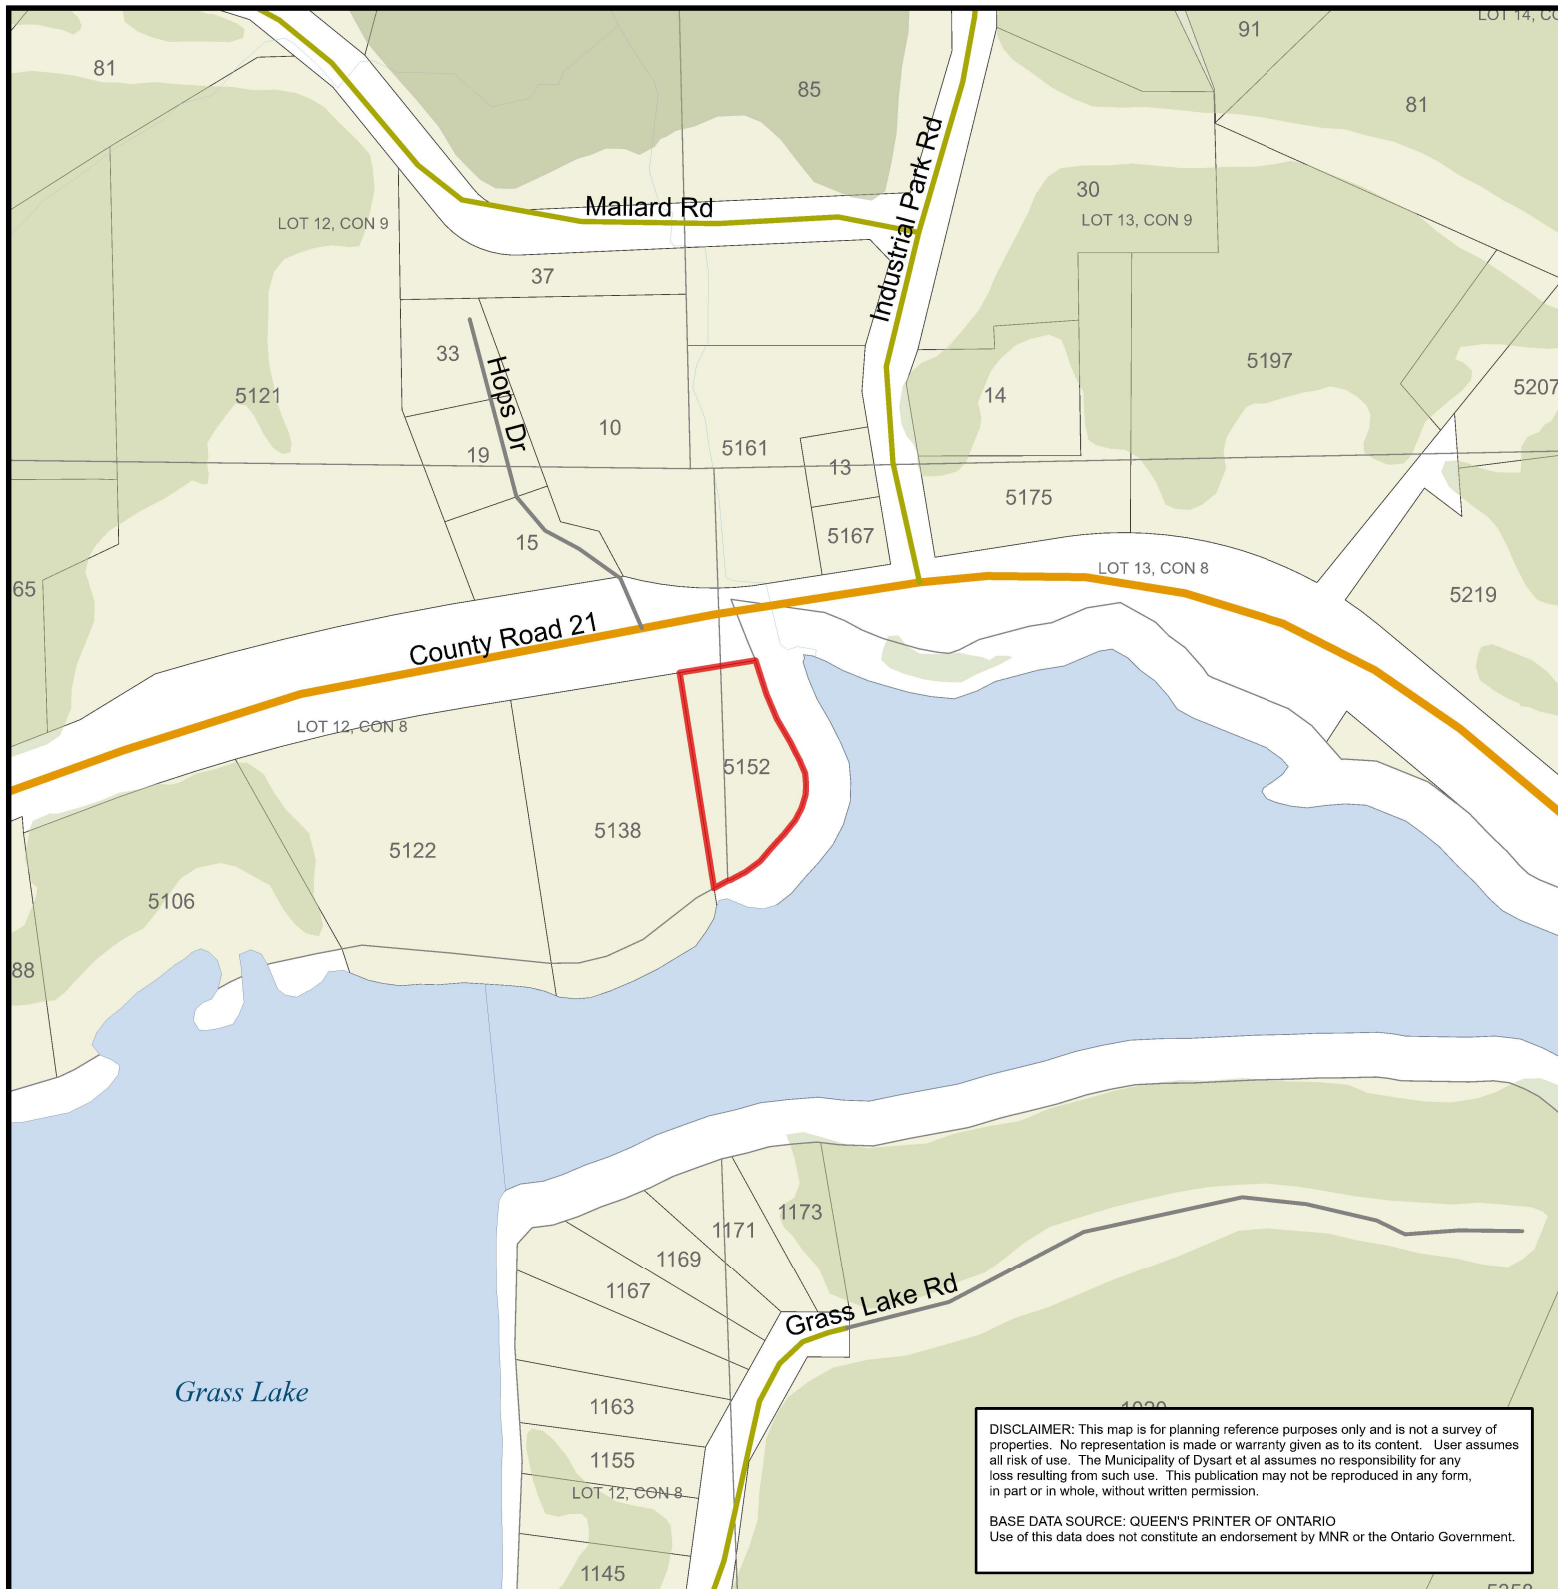 LOT 14, CO
91
81
85
81
Industrial Park Rd
30
LOT 13, CON 9
Mallard Rd
LOT 12, CON 9
37
33
Hops Dr
5121
10
14
5197
5207
19
5161
13
5175
15
5167
65
LOT 13, CON 8
5219
County Road 21
LOT 12, CON 8
5152
5138
5122
5106
88
1173
1171
1169
1167
Grass Lake Rd
Grass Lake
1163
1155
LOT 12, CON 8
1145
DISCLAIMER: This map is for planning reference purposes only and is not a survey of
properties. No representation is made or warranty given as to its content. User assumes
all risk of use. The Municipality of Dysart et al assumes no responsibility for any
loss resulting from such use. This publication may not be reproduced in any form,
in part or in whole, without written permission.
BASE DATA SOURCE: QUEEN'S PRINTER OF ONTARIO
Use of this data does not constitute an endorsement by MNR or the Ontario Government.